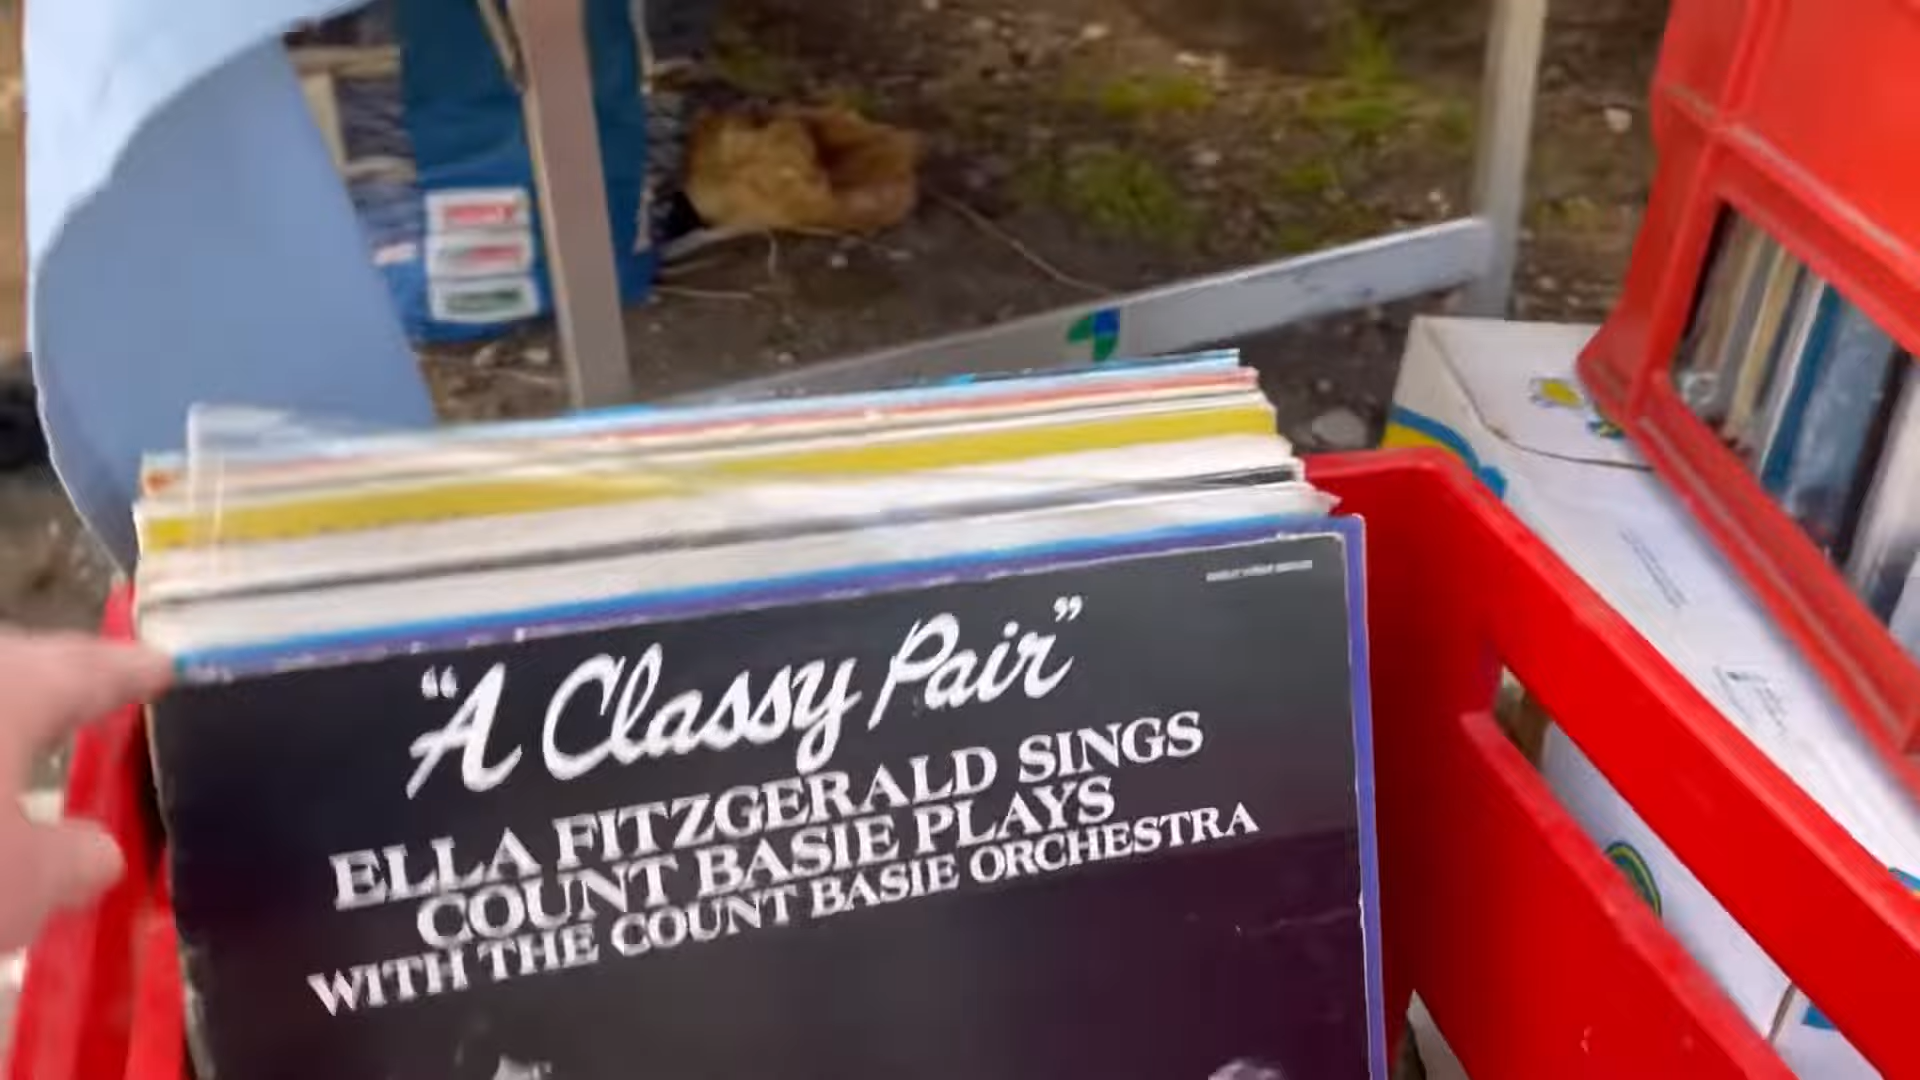 “A Classy Pair”
ELLA FITZGERALD SINGS
COUNT BASIE PLAYS
WITH THE COUNT BASIE ORCHESTRA